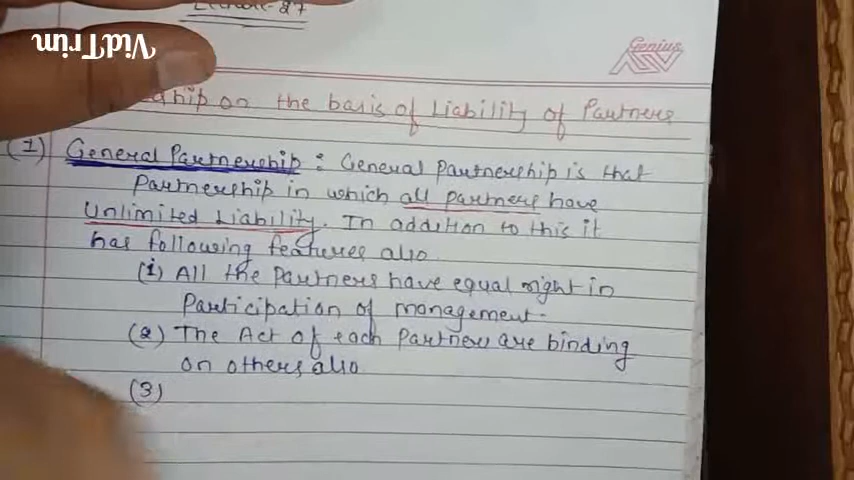 Lecture-27
VidTrim
Genius
on the basis of Liability of Partners
(1) General Partnership : General Partnership is that
Partnership in which all partners have
Unlimited Liability. In addition to this it
has following features also
(i) All the Partners have equal right in
Participation of management-
(2) The Act of each Partners are binding
on others also
(3)